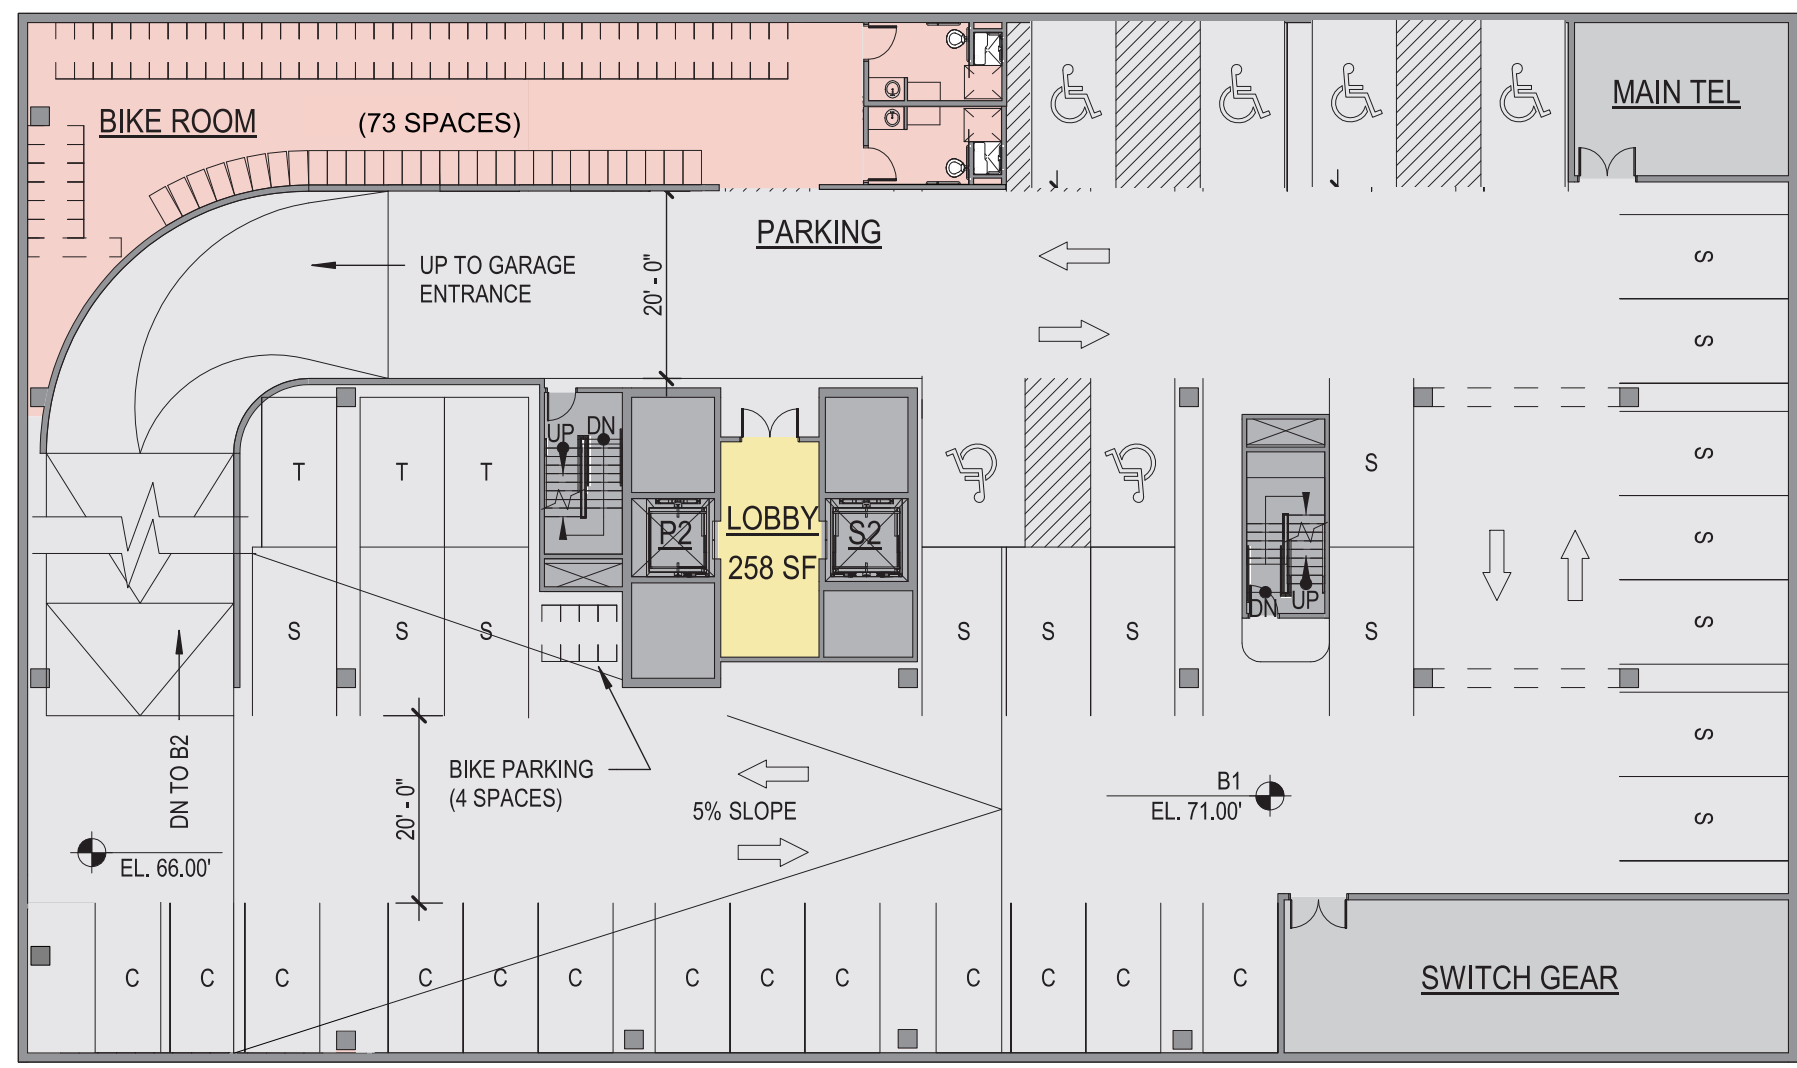 MAIN TEL
BIKE ROOM (73 SPACES)
PARKING
UP TO GARAGE
ENTRANCE
20' - 0"
S
S
UP DN
T T T
S
S
P2
LOBBY
258 SF
S2
S
DN UP
S S S
S S S
S
S
DN TO B2
20' - 0"
BIKE PARKING
(4 SPACES)
5% SLOPE
B1
EL. 71.00'
S
S
EL. 66.00'
C C C C C C C C C C C C C
SWITCH GEAR